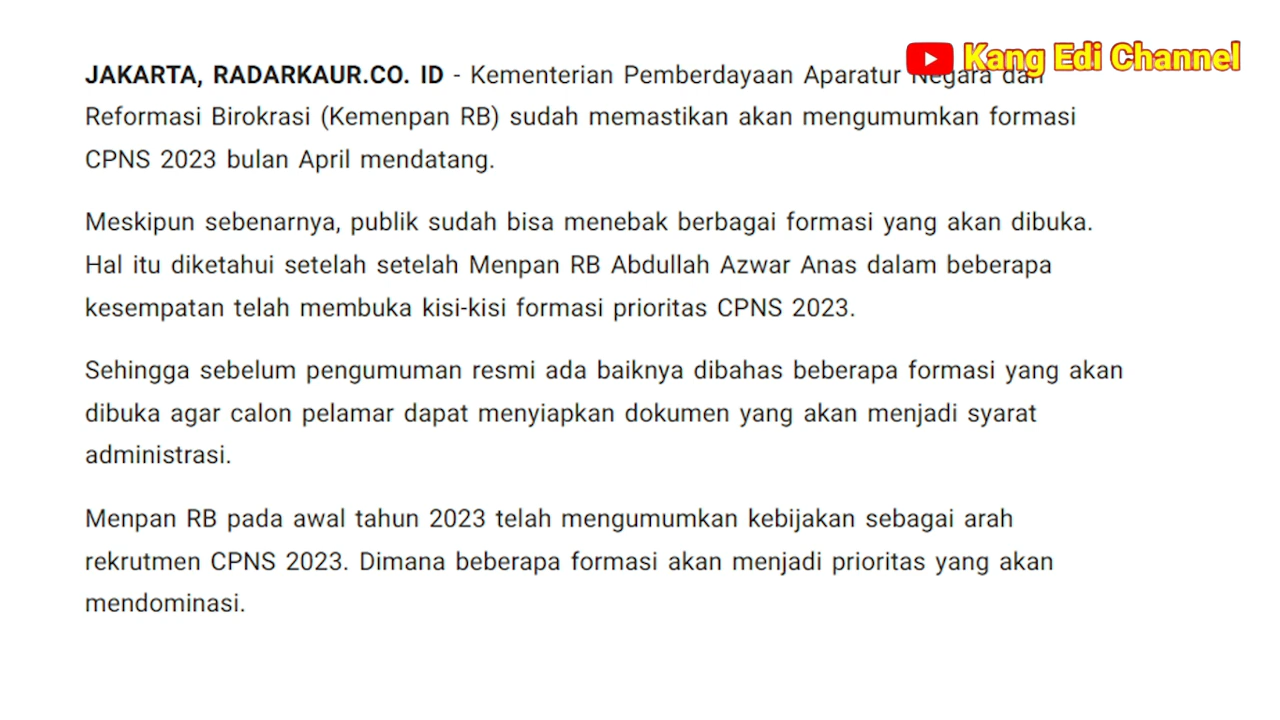 Kang Edi Channel
JAKARTA, RADARKAUR.CO. ID - Kementerian Pemberdayaan Aparatur Negara dan
Reformasi Birokrasi (Kemenpan RB) sudah memastikan akan mengumumkan formasi
CPNS 2023 bulan April mendatang.
Meskipun sebenarnya, publik sudah bisa menebak berbagai formasi yang akan dibuka.
Hal itu diketahui setelah setelah Menpan RB Abdullah Azwar Anas dalam beberapa
kesempatan telah membuka kisi-kisi formasi prioritas CPNS 2023.
Sehingga sebelum pengumuman resmi ada baiknya dibahas beberapa formasi yang akan
dibuka agar calon pelamar dapat menyiapkan dokumen yang akan menjadi syarat
administrasi.
Menpan RB pada awal tahun 2023 telah mengumumkan kebijakan sebagai arah
rekrutmen CPNS 2023. Dimana beberapa formasi akan menjadi prioritas yang akan
mendominasi.